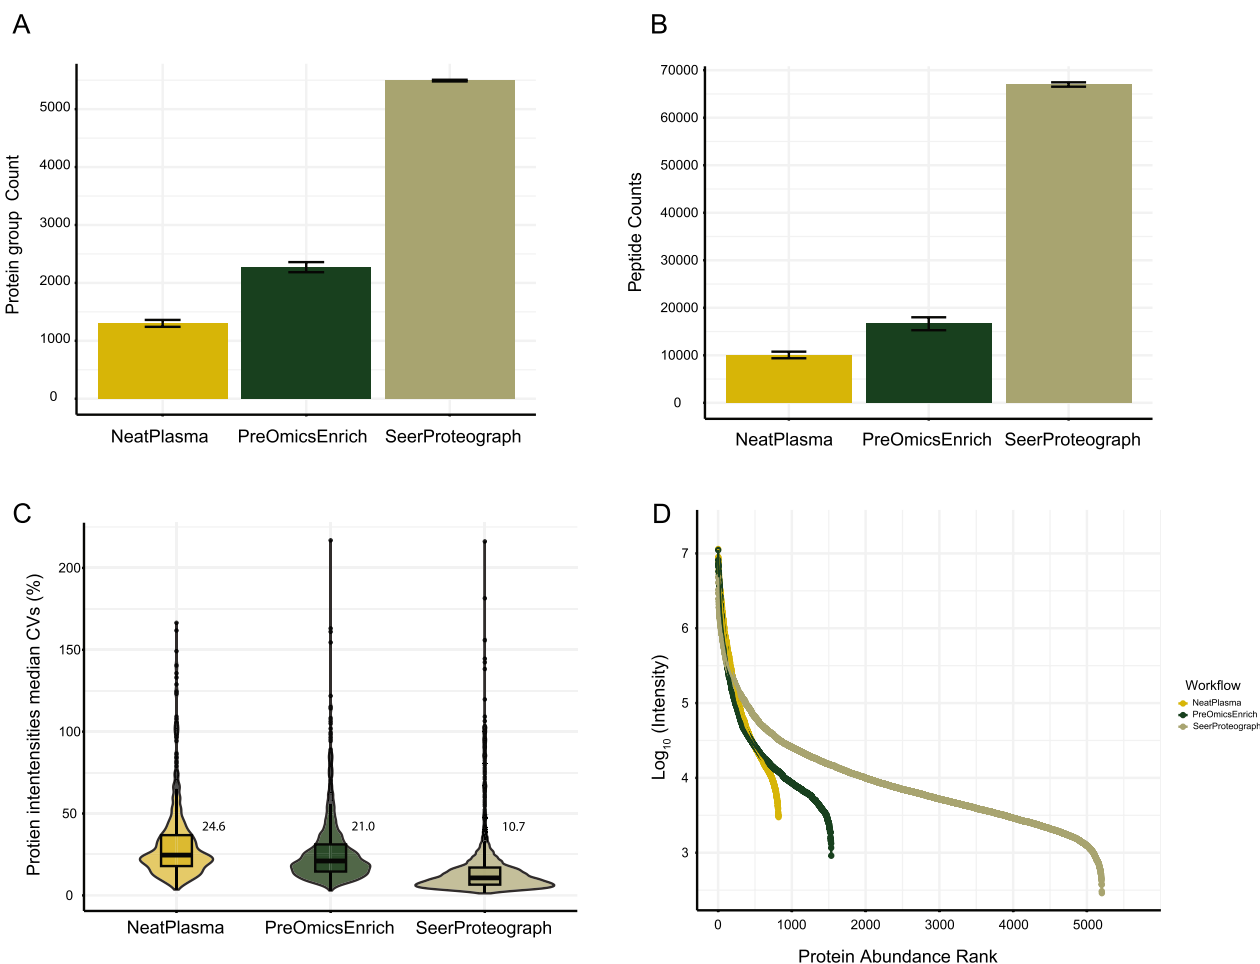 A
Protein group Count
5000
4000
3000
2000
1000
0
NeatPlasma PreOmicsEnrich SeerProteograph
B
Peptide Counts
70000
60000
50000
40000
30000
20000
10000
0
NeatPlasma PreOmicsEnrich SeerProteograph
C
Protien intentensities median CVs (%)
200
150
100
50
0
24.6 21.0 10.7
NeatPlasma PreOmicsEnrich SeerProteograph
D
Log10 (Intensity)
7
6
5
4
3
0 1000 2000 3000 4000 5000
Protein Abundance Rank
Workflow
NeatPlasma
PreOmicsEnrich
SeerProteograph